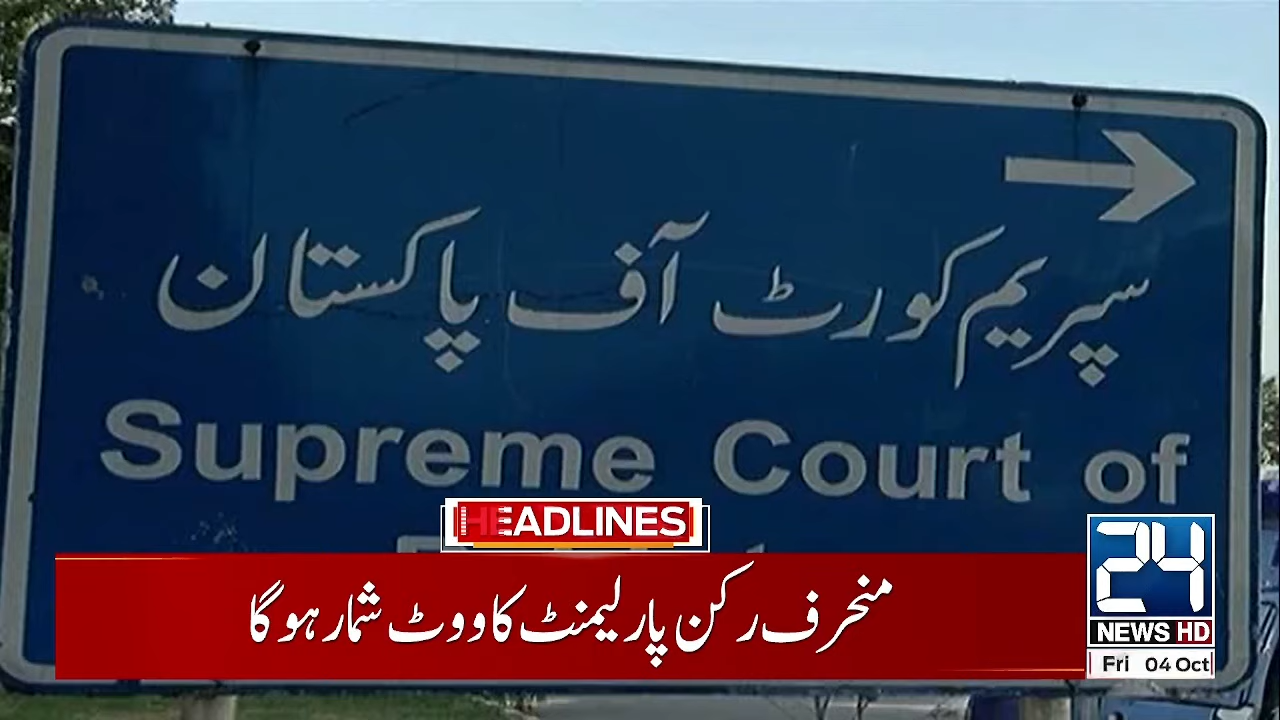 سپریم کورٹ آف پاکستان
Supreme Court of
HEADLINES
منحرف رکن پارلیمنٹ کا ووٹ شمار ہو گا
24
NEWS HD
Fri 04 Oct